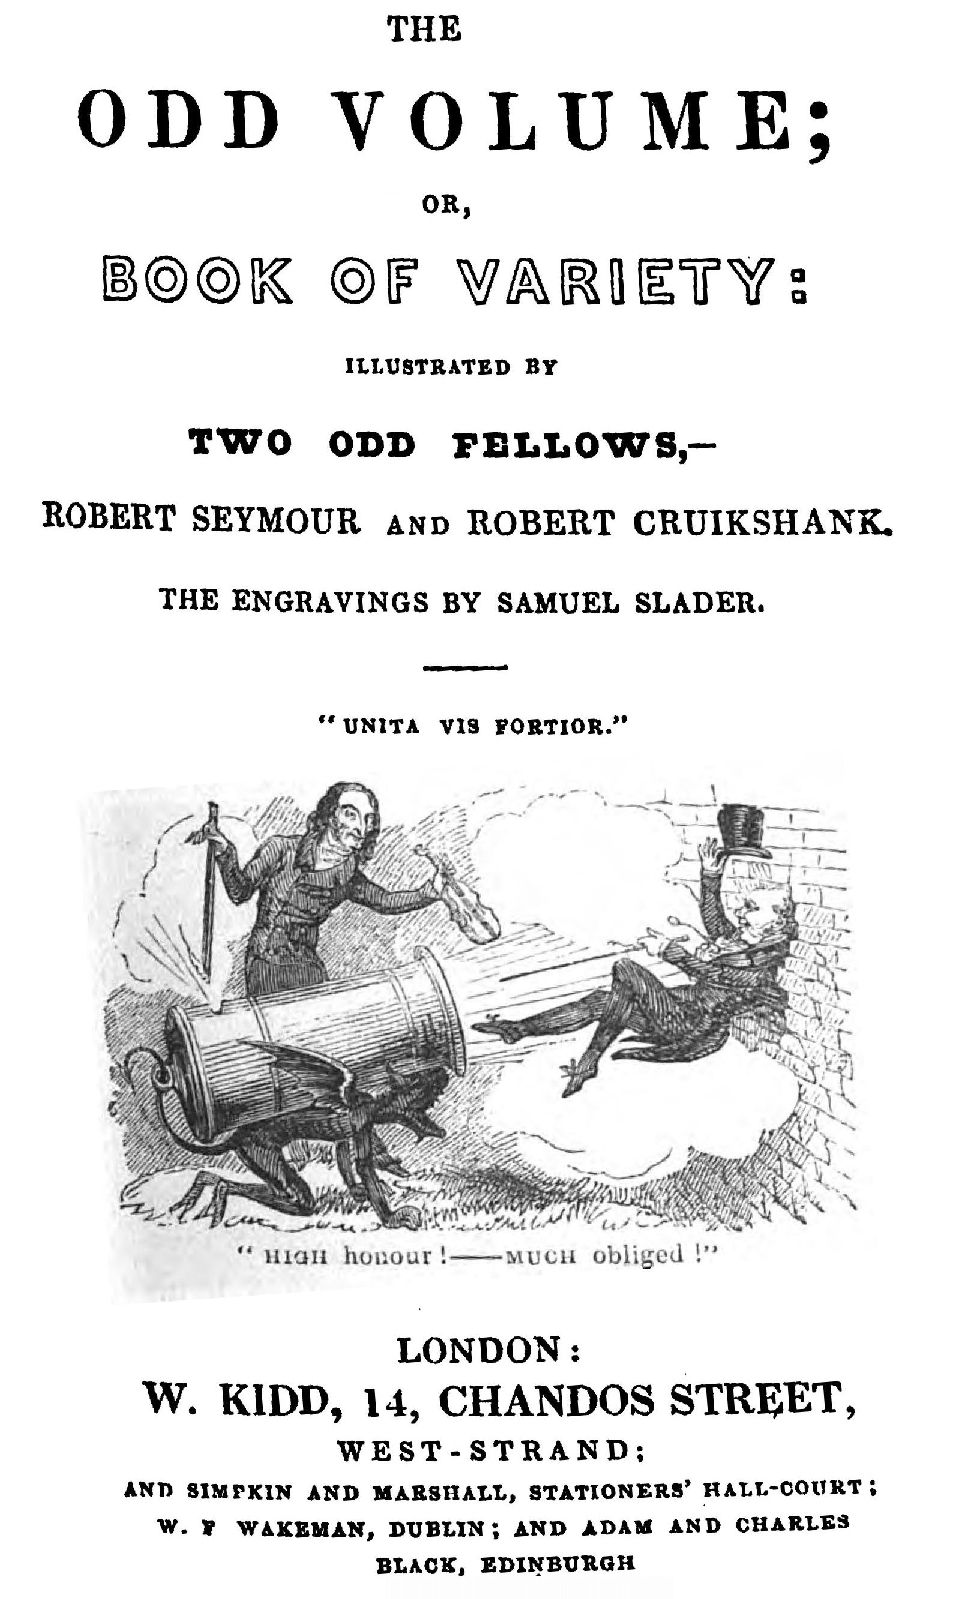 THE
ODD VOLUME;
OR,
BOOK OF VARIETY:
ILLUSTRATED BY
TWO ODD FELLOWS,—
ROBERT SEYMOUR AND ROBERT CRUIKSHANK.
THE ENGRAVINGS BY SAMUEL SLADER.
"UNITA VIS FORTIOR."
"HIGH honour!——MUCH obliged!"
LONDON:
W. KIDD, 14, CHANDOS STREET,
WEST-STRAND;
AND SIMPKIN AND MARSHALL, STATIONERS' HALL-COURT;
W. F WAKEMAN, DUBLIN; AND ADAM AND CHARLES
BLACK, EDINBURGH